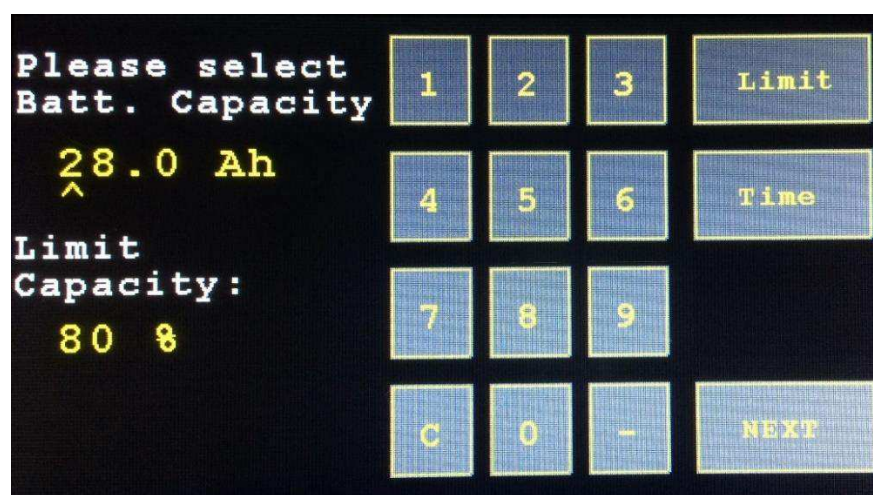 Please select
Batt. Capacity
28.0 Ah
^
Limit
Capacity:
80 %
1 2 3 Limit
4 5 6 Time
7 8 9
C 0 - NEXT